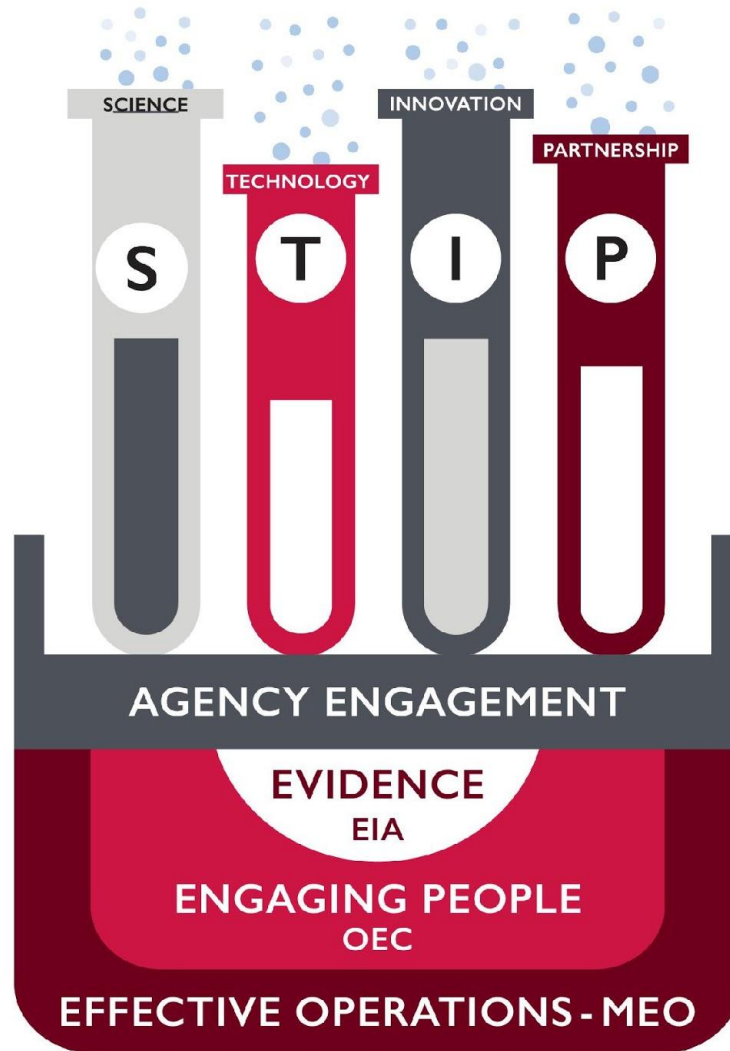 SCIENCE
INNOVATION
PARTNERSHIP
TECHNOLOGY
S T I P
AGENCY ENGAGEMENT
EVIDENCE
EIA
ENGAGING PEOPLE
OEC
EFFECTIVE OPERATIONS - MEO